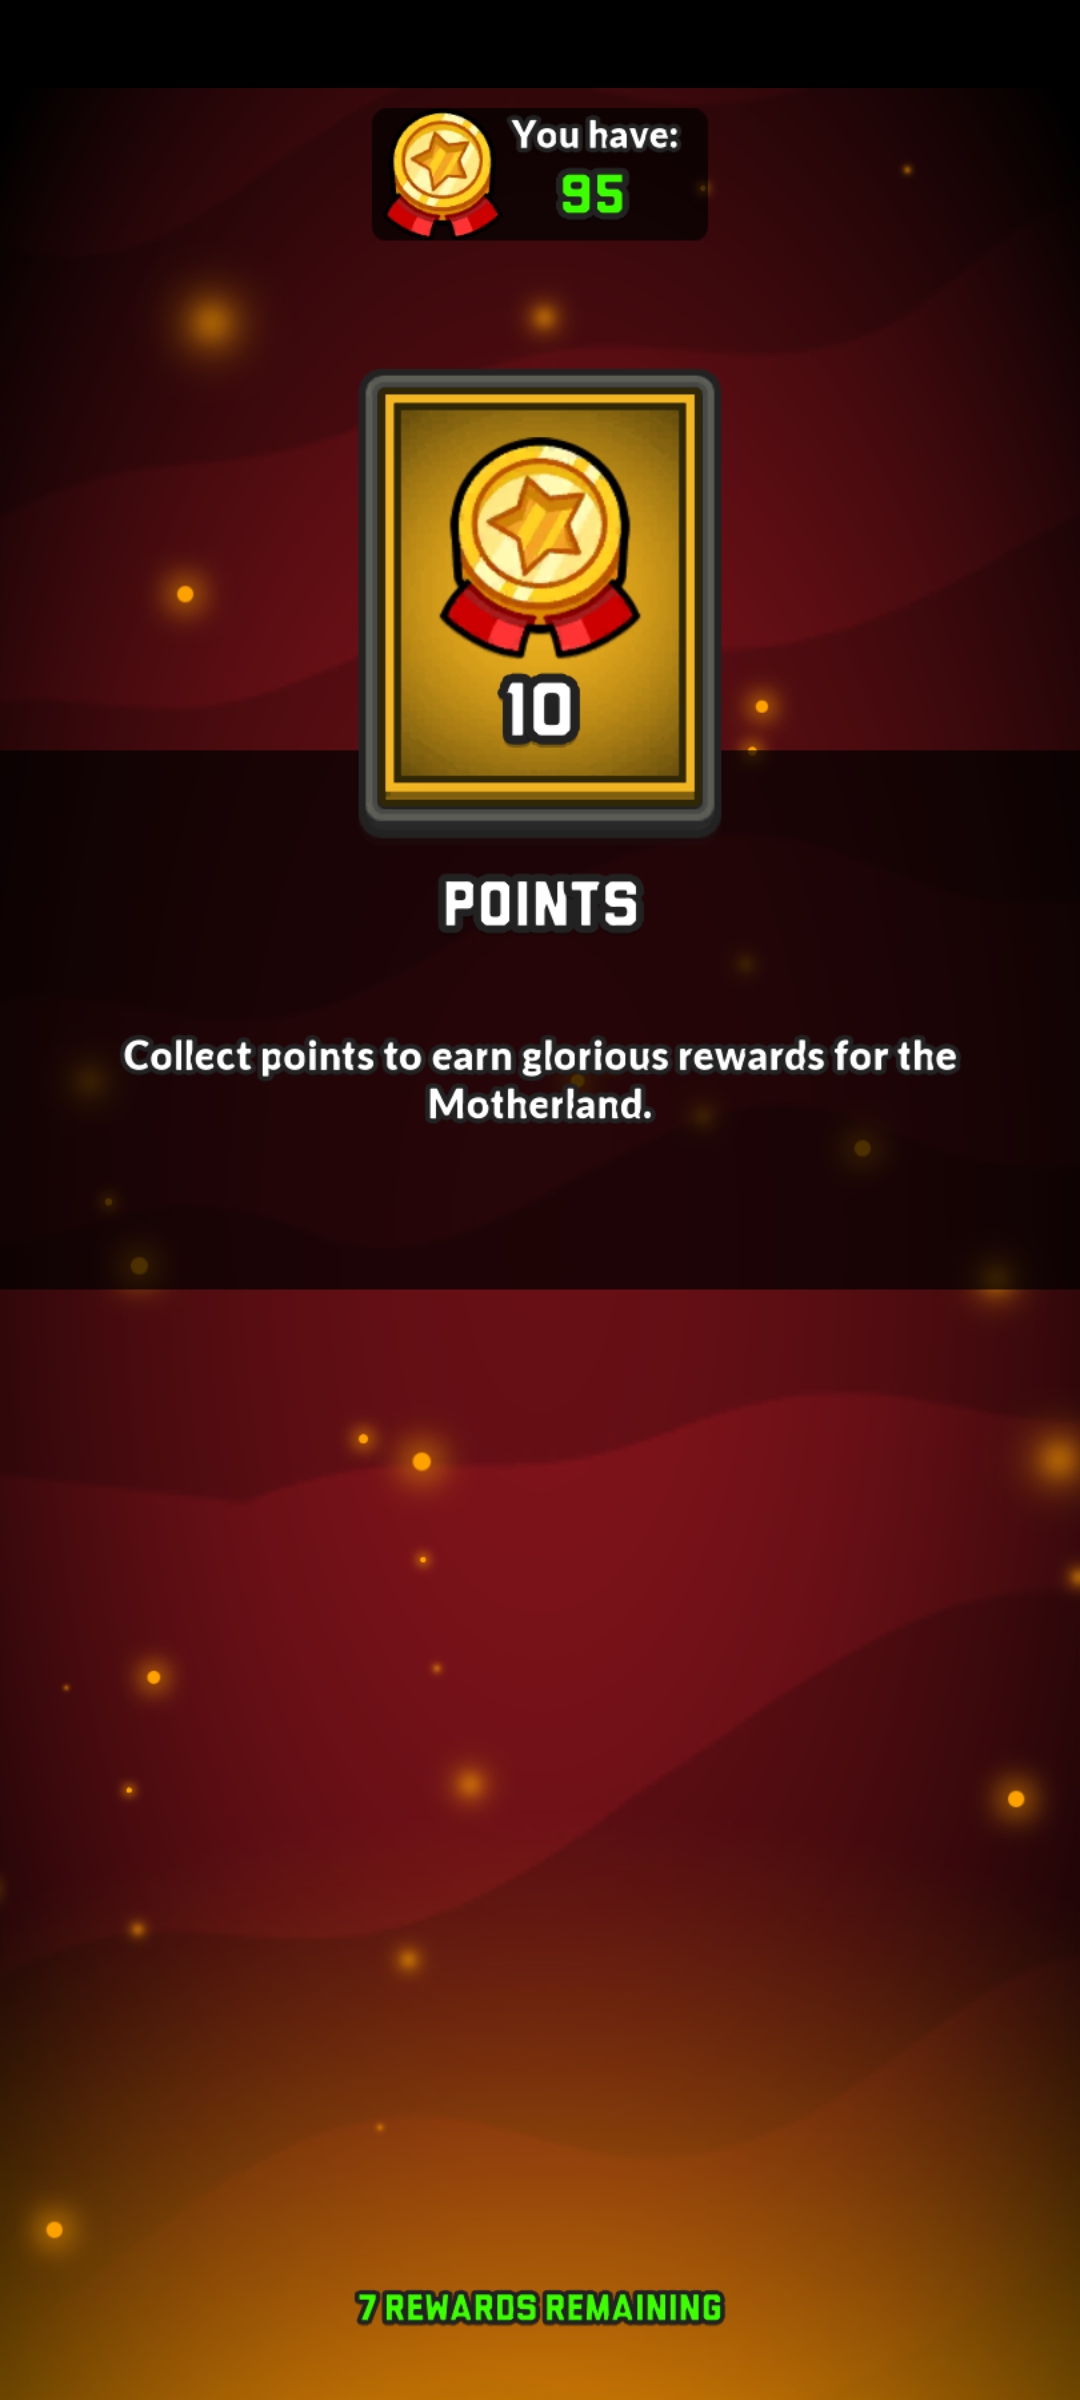 You have:
95
10
POINTS
Collect points to earn glorious rewards for the
Motherland.
7 REWARDS REMAINING